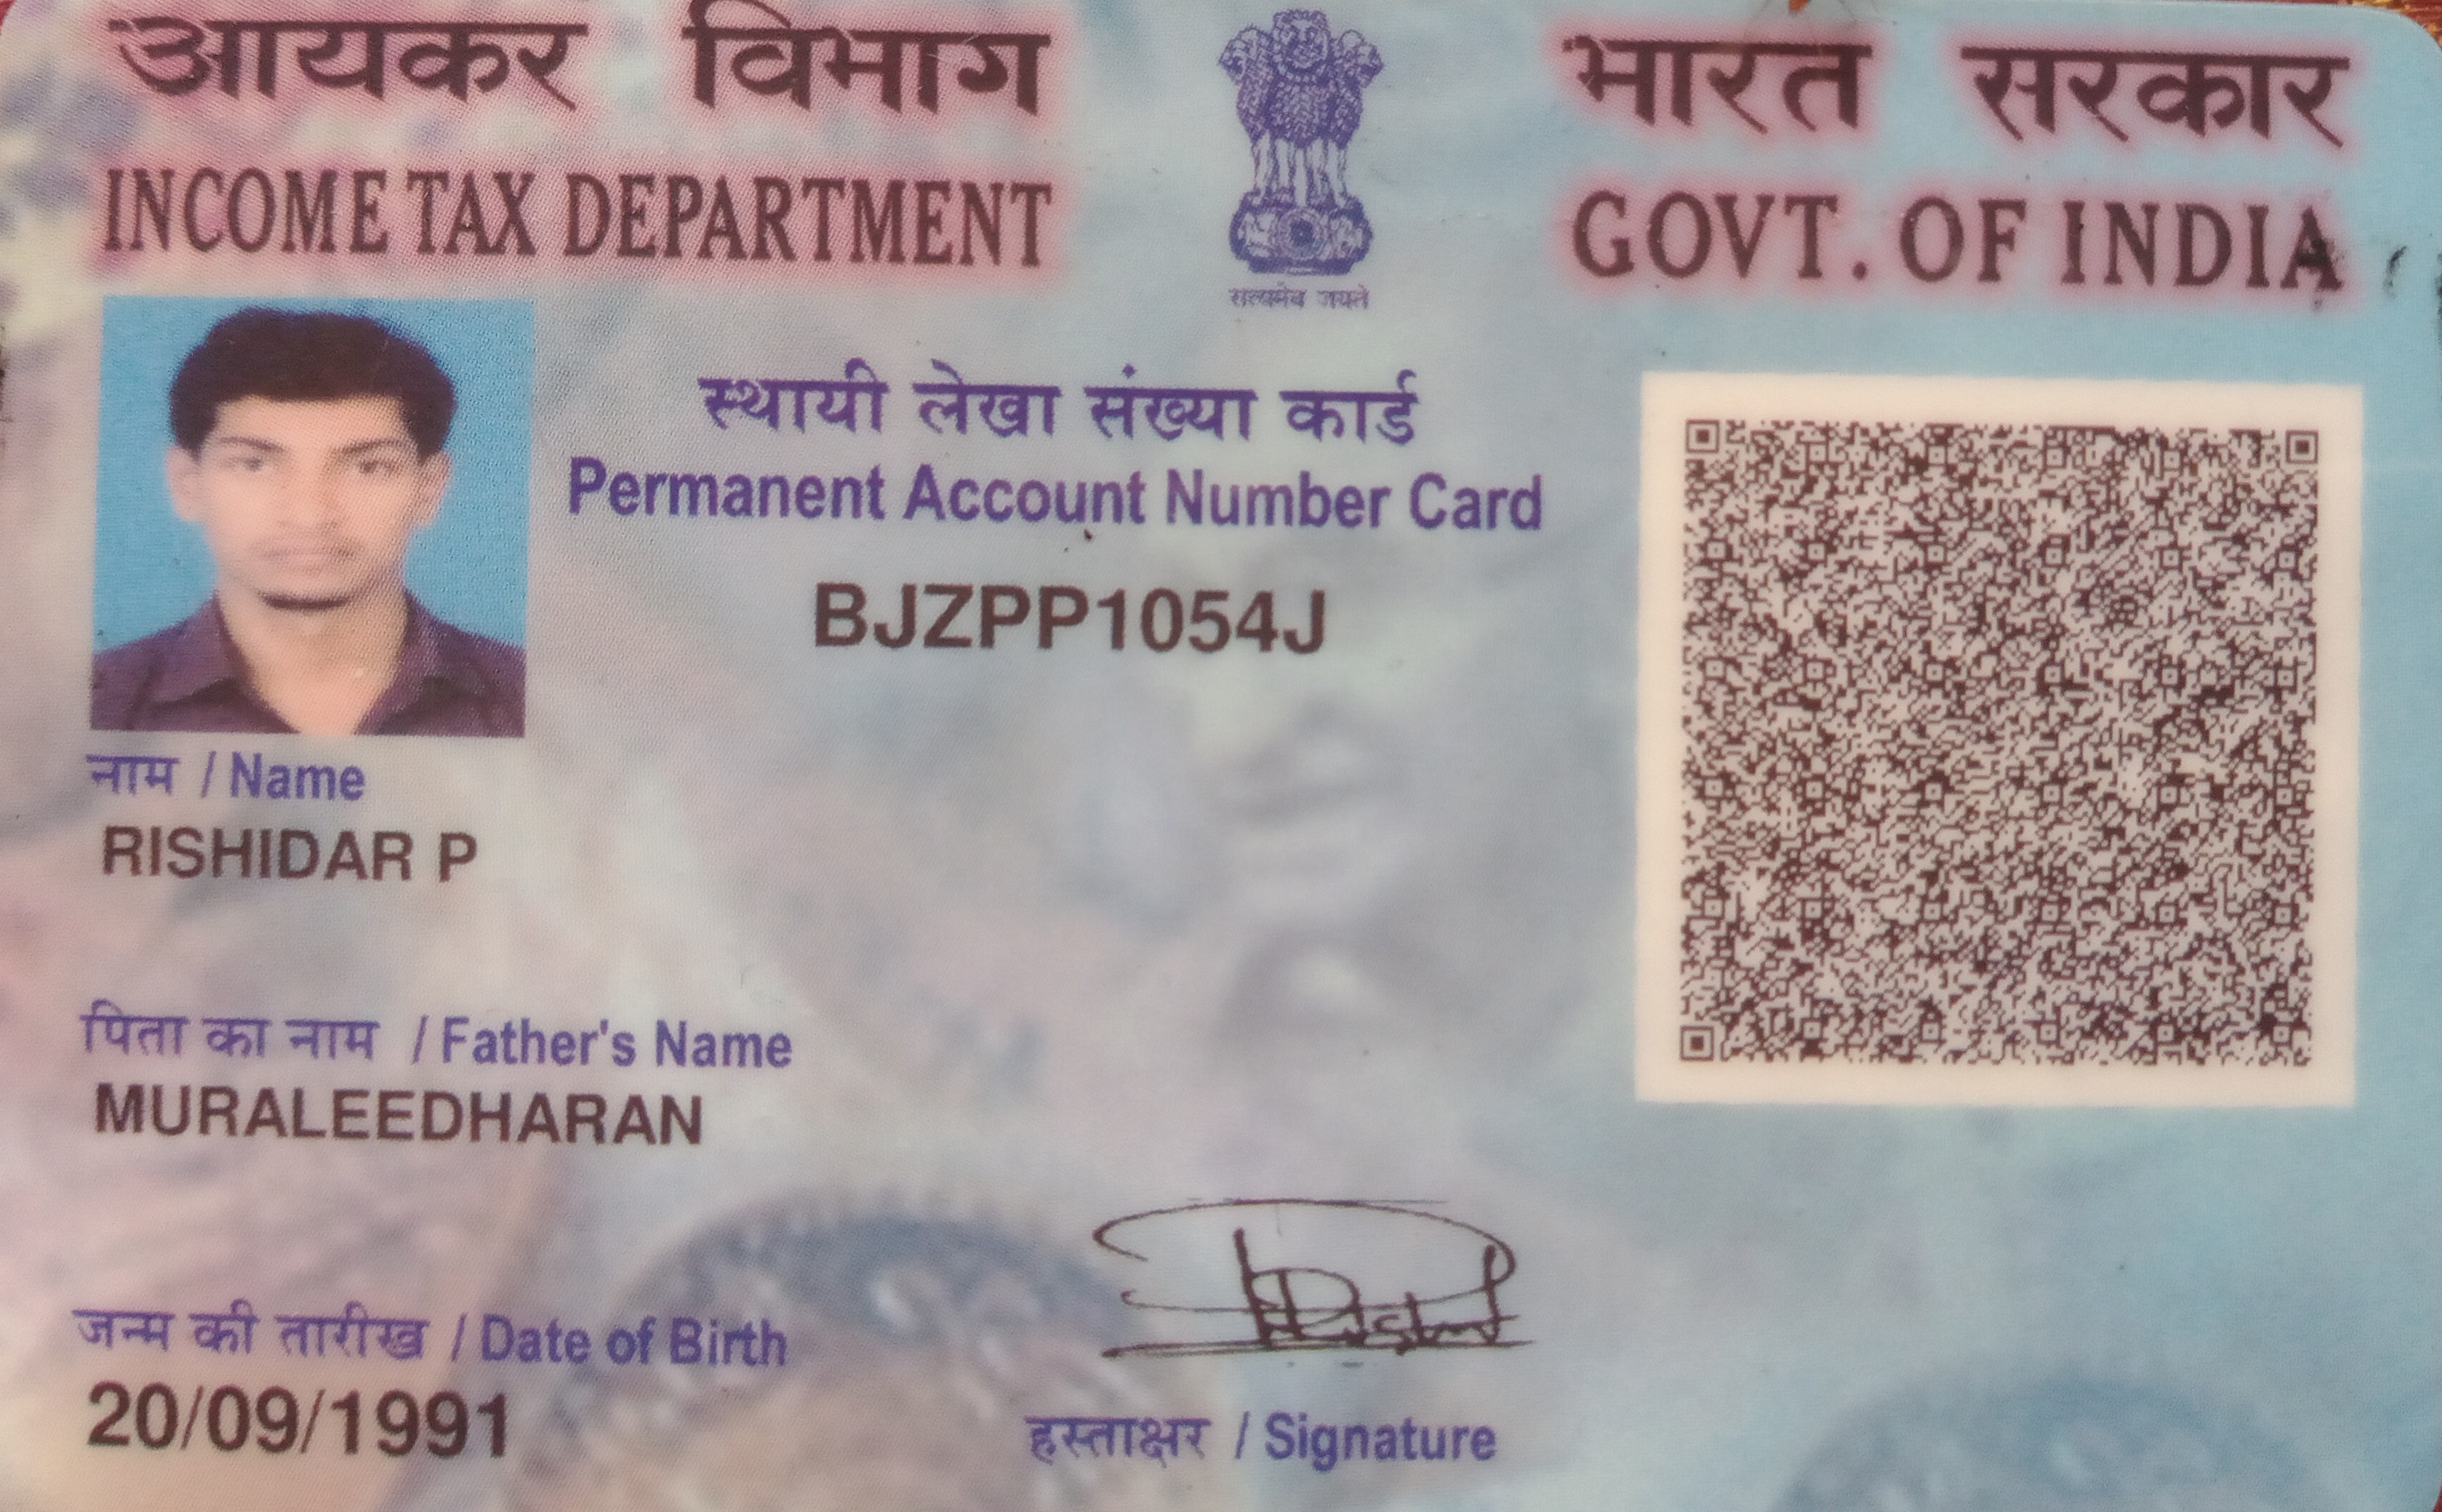 आयकर विभाग
INCOME TAX DEPARTMENT
सत्यमेव जयते
भारत सरकार
GOVT. OF INDIA
स्थायी लेखा संख्या कार्ड
Permanent Account Number Card
BJZPP1054J
नाम / Name
RISHIDAR P
पिता का नाम / Father's Name
MURALEEDHARAN
जन्म की तारीख / Date of Birth
20/09/1991
हस्ताक्षर / Signature